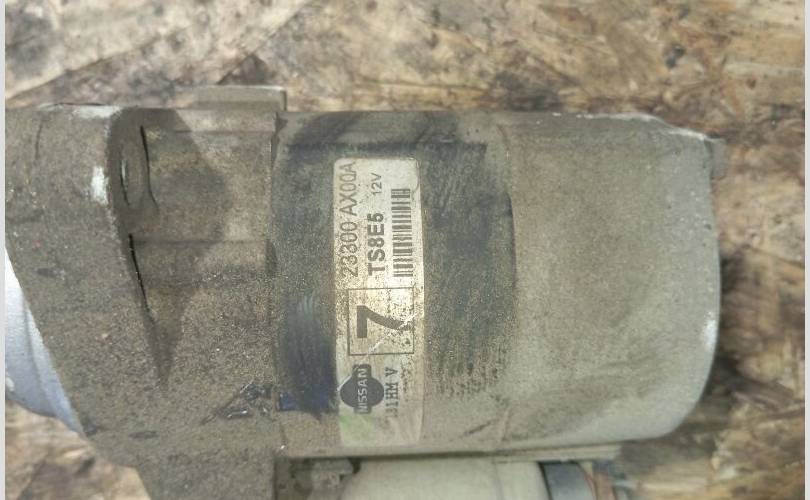 23300 AX00A
TS8E5 12V
7
NISSAN